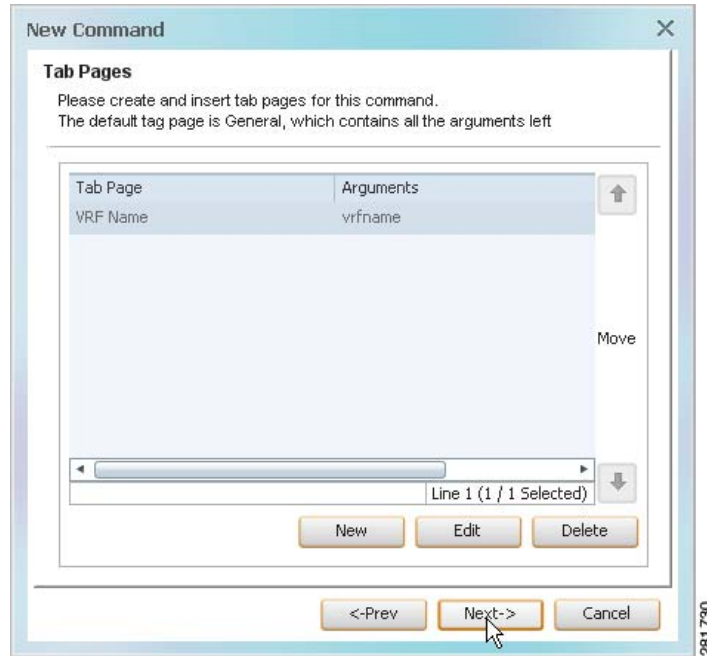 New Command
Tab Pages
Please create and insert tab pages for this command.
The default tag page is General, which contains all the arguments left
Tab Page Arguments
VRF Name vrfname
Move
Line 1 (1 / 1 Selected)
New Edit Delete
<-Prev Next-> Cancel
281730